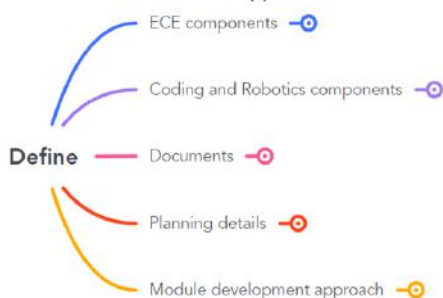 ECE components
Coding and Robotics components
Define
Documents
Planning details
Module development approach